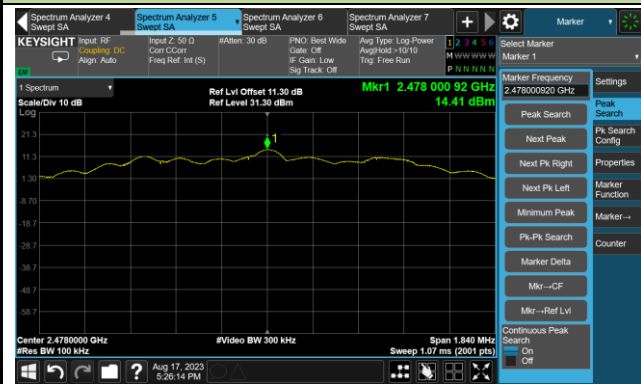 Spectrum Analyzer 4
Swept SA
Spectrum Analyzer 5
Swept SA
Spectrum Analyzer 6
Swept SA
Spectrum Analyzer 7
Swept SA
Marker
KEYSIGHT
Input: RF
Coupling: DC
Align: Auto
Input Z: 50 Ω
Corr CCorr
Freq Ref: Int (S)
#Atten: 30 dB
PNO: Best Wide
Gate: Off
IF Gain: Low
Sig Track: Off
Avg Type: Log-Power
Avg|Hold:>10/10
Trig: Free Run
1 2 3 4 5 6
M W W W W W
P N N N N N
LXI
Select Marker
Marker 1
1 Spectrum
Scale/Div 10 dB
Log
Ref Lvl Offset 11.30 dB
Ref Level 31.30 dBm
Mkr1 2.478 000 92 GHz
14.41 dBm
21.3
11.3
1.30
-8.70
-18.7
-28.7
-38.7
-48.7
-58.7
1
Center 2.4780000 GHz
#Res BW 100 kHz
#Video BW 300 kHz
Span 1.840 MHz
Sweep 1.07 ms (2001 pts)
Marker Frequency
2.478000920 GHz
Peak Search
Next Peak
Next Pk Right
Next Pk Left
Minimum Peak
Pk-Pk Search
Marker Delta
Mkr→CF
Mkr→Ref Lvl
Continuous Peak
Search
On
Off
Settings
Peak
Search
Pk Search
Config
Properties
Marker
Function
Marker→
Counter
Aug 17, 2023
5:26:14 PM